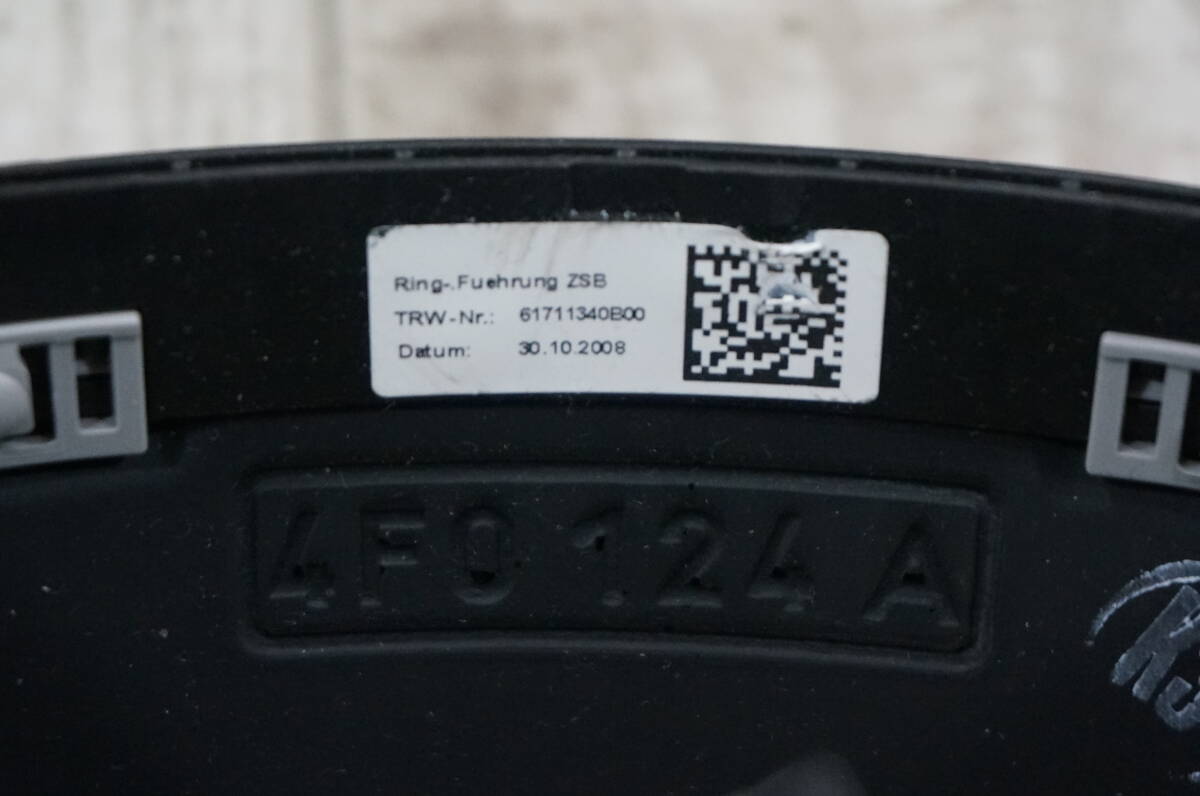 Ring-.Fuehrung ZSB
TRW-Nr.: 61711340B00
Datum: 30.10.2008
4F0 124 A